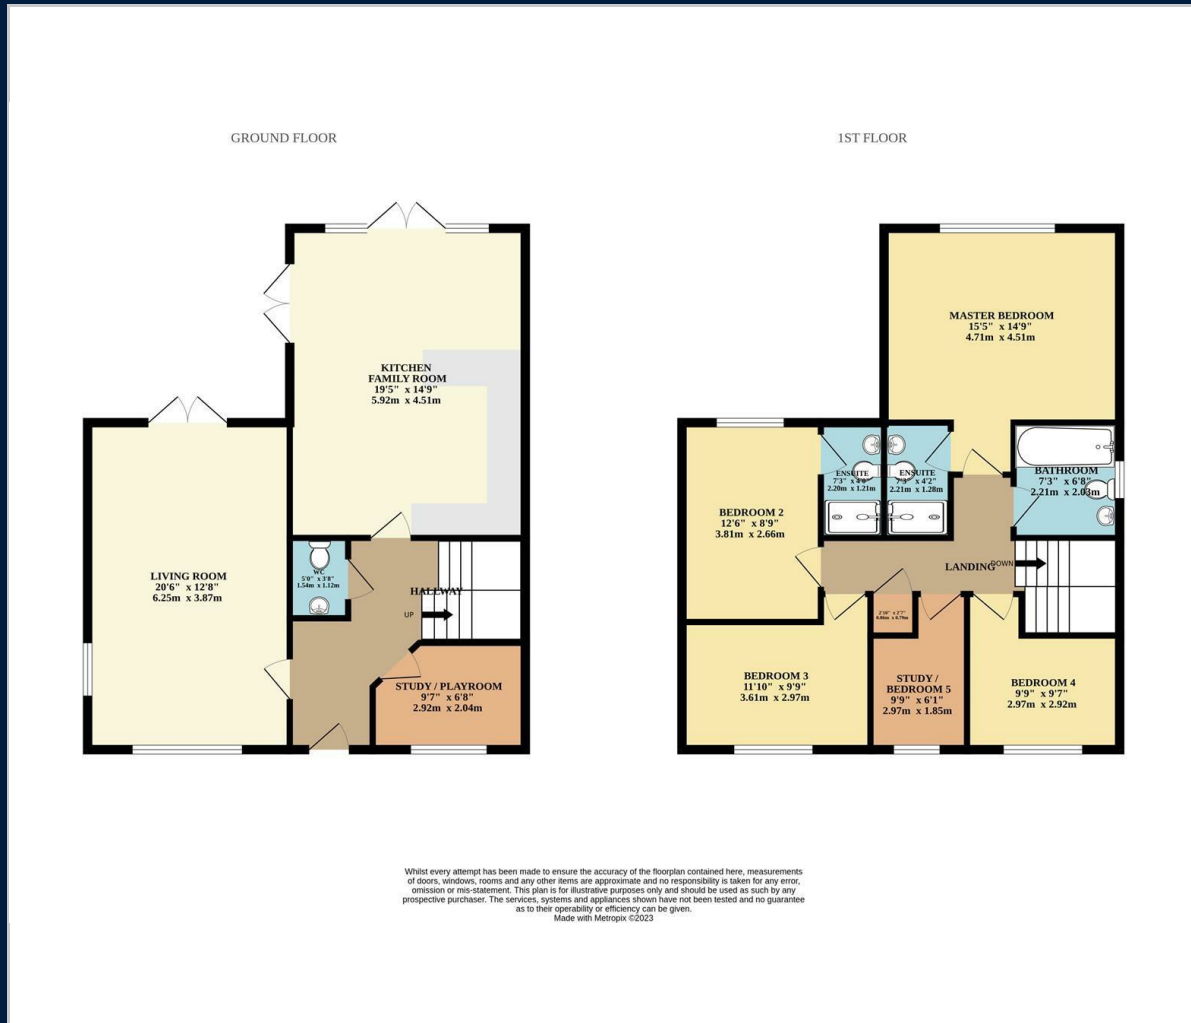 GROUND FLOOR
1ST FLOOR
KITCHEN
FAMILY ROOM
19'5" x 14'9"
5.92m x 4.51m
LIVING ROOM
20'6" x 12'8"
6.25m x 3.87m
WC
5'0" x 3'8"
1.54m x 1.12m
HALLWAY
UP
STUDY / PLAYROOM
9'7" x 6'8"
2.92m x 2.04m
MASTER BEDROOM
15'5" x 14'9"
4.71m x 4.51m
ENSUITE
7'3" x 4'0"
2.20m x 1.21m
ENSUITE
7'3" x 4'2"
2.21m x 1.28m
BATHROOM
7'3" x 6'8"
2.21m x 2.03m
BEDROOM 2
12'6" x 8'9"
3.81m x 2.66m
LANDING
DOWN
2'10" x 2'7"
0.86m x 0.79m
BEDROOM 3
11'10" x 9'9"
3.61m x 2.97m
STUDY /
BEDROOM 5
9'9" x 6'1"
2.97m x 1.85m
BEDROOM 4
9'9" x 9'7"
2.97m x 2.92m
Whilst every attempt has been made to ensure the accuracy of the floorplan contained here, measurements
of doors, windows, rooms and any other items are approximate and no responsibility is taken for any error,
omission or mis-statement. This plan is for illustrative purposes only and should be used as such by any
prospective purchaser. The services, systems and appliances shown have not been tested and no guarantee
as to their operability or efficiency can be given.
Made with Metropix ©2023